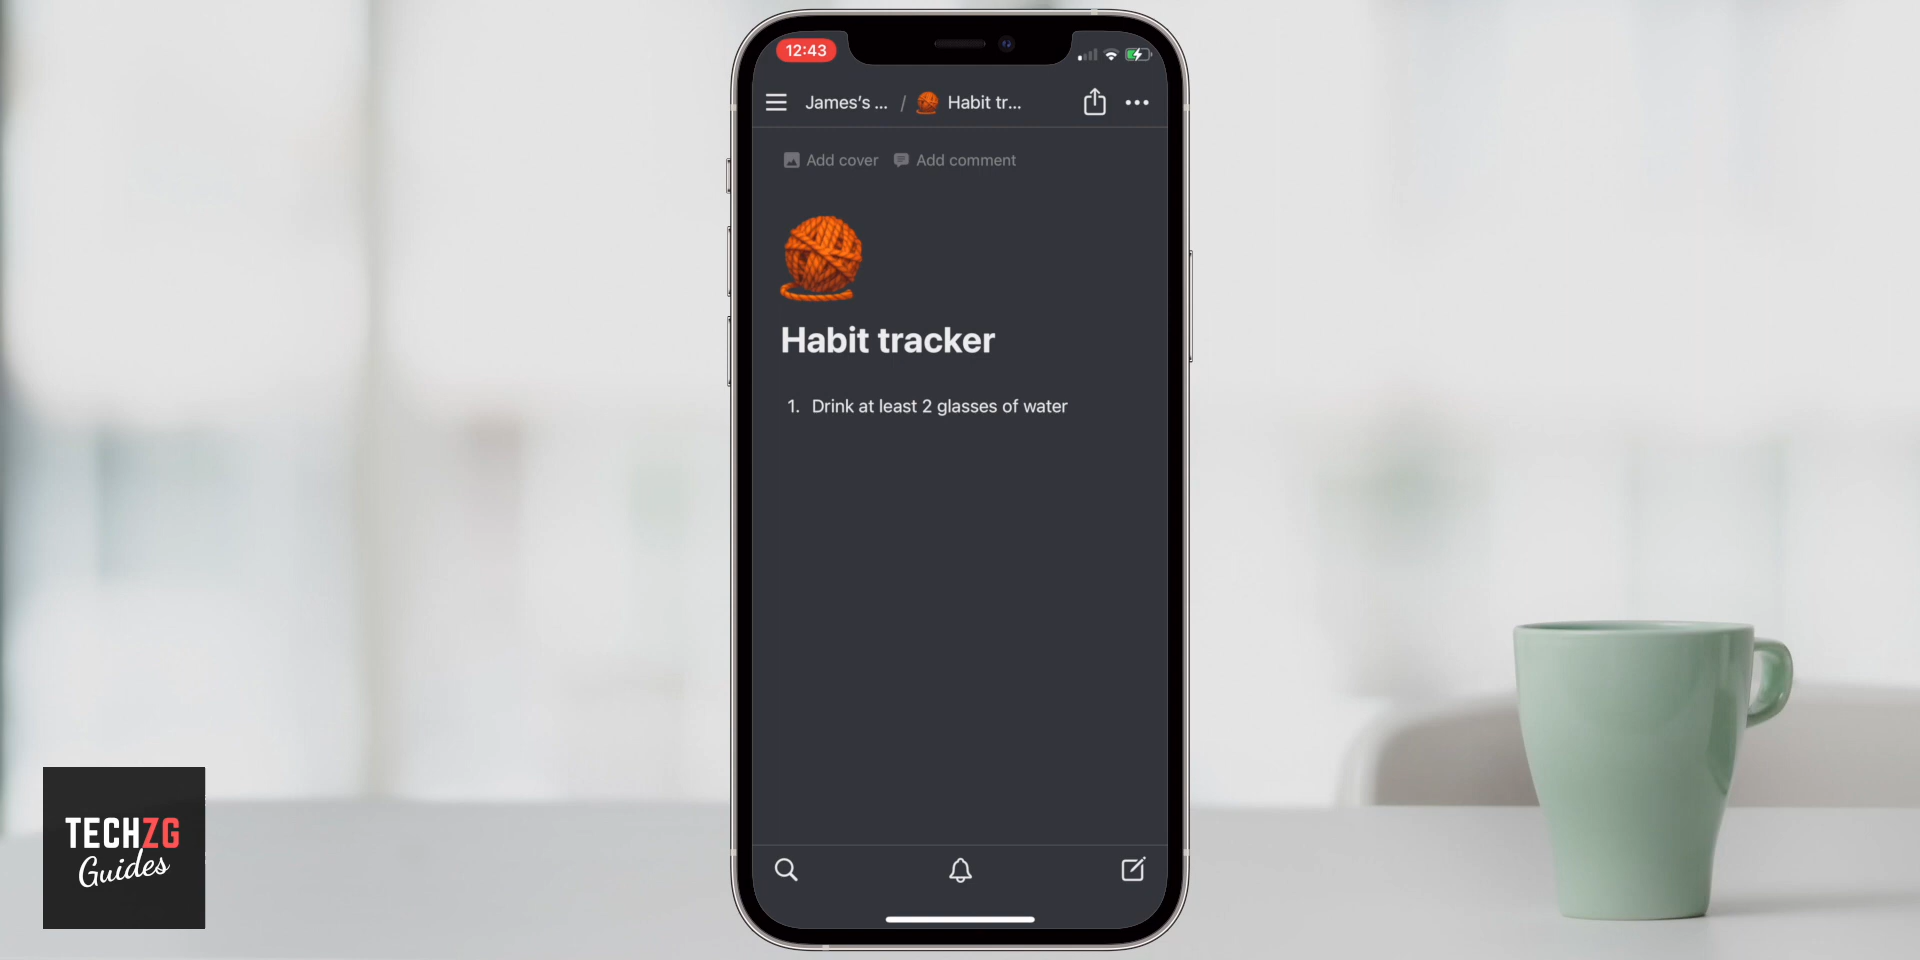 12:43
James's ... / Habit tr...
Add cover Add comment
Habit tracker
1. Drink at least 2 glasses of water
TECHZG
Guides